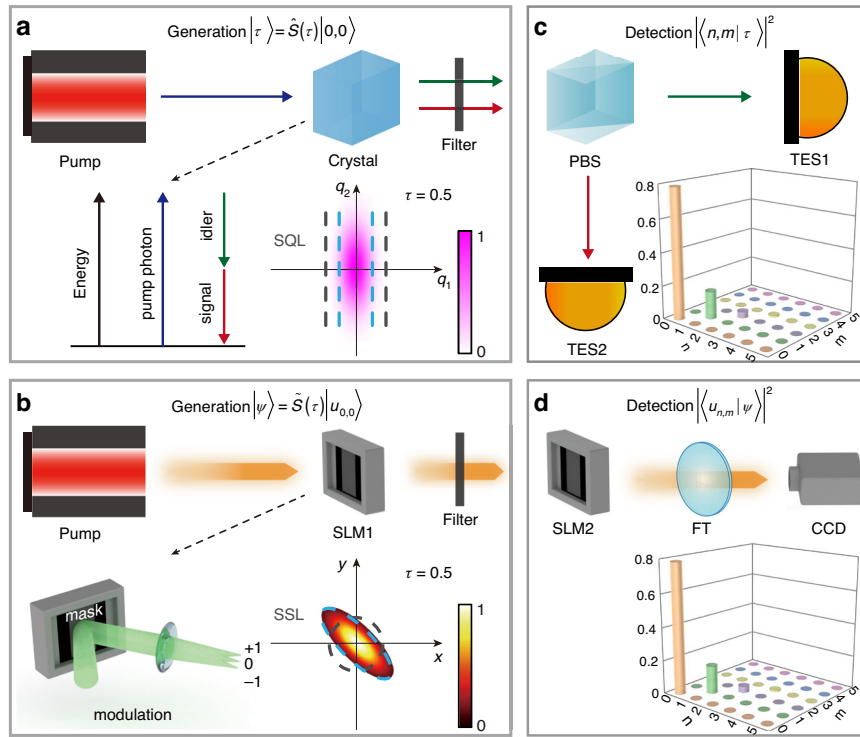 a
Generation |τ⟩ = Ŝ(τ)|0,0⟩
Pump
Crystal
Filter
Energy
pump photon
idler
signal
q₂
τ = 0.5
SQL
q₁
1
0
c
Detection |⟨n,m|τ⟩|²
PBS
TES1
TES2
0.8
0.6
0.4
0.2
0
0
1
2
3
4
5
n
0
1
2
3
4
5
m
b
Generation |ψ⟩ = S̃(τ)|u₀,₀⟩
Pump
SLM1
Filter
mask
+1
0
−1
modulation
y
τ = 0.5
SSL
x
1
0
d
Detection |⟨uₙ,ₘ|ψ⟩|²
SLM2
FT
CCD
0.8
0.6
0.4
0.2
0
0
1
2
3
4
5
n
0
1
2
3
4
5
m